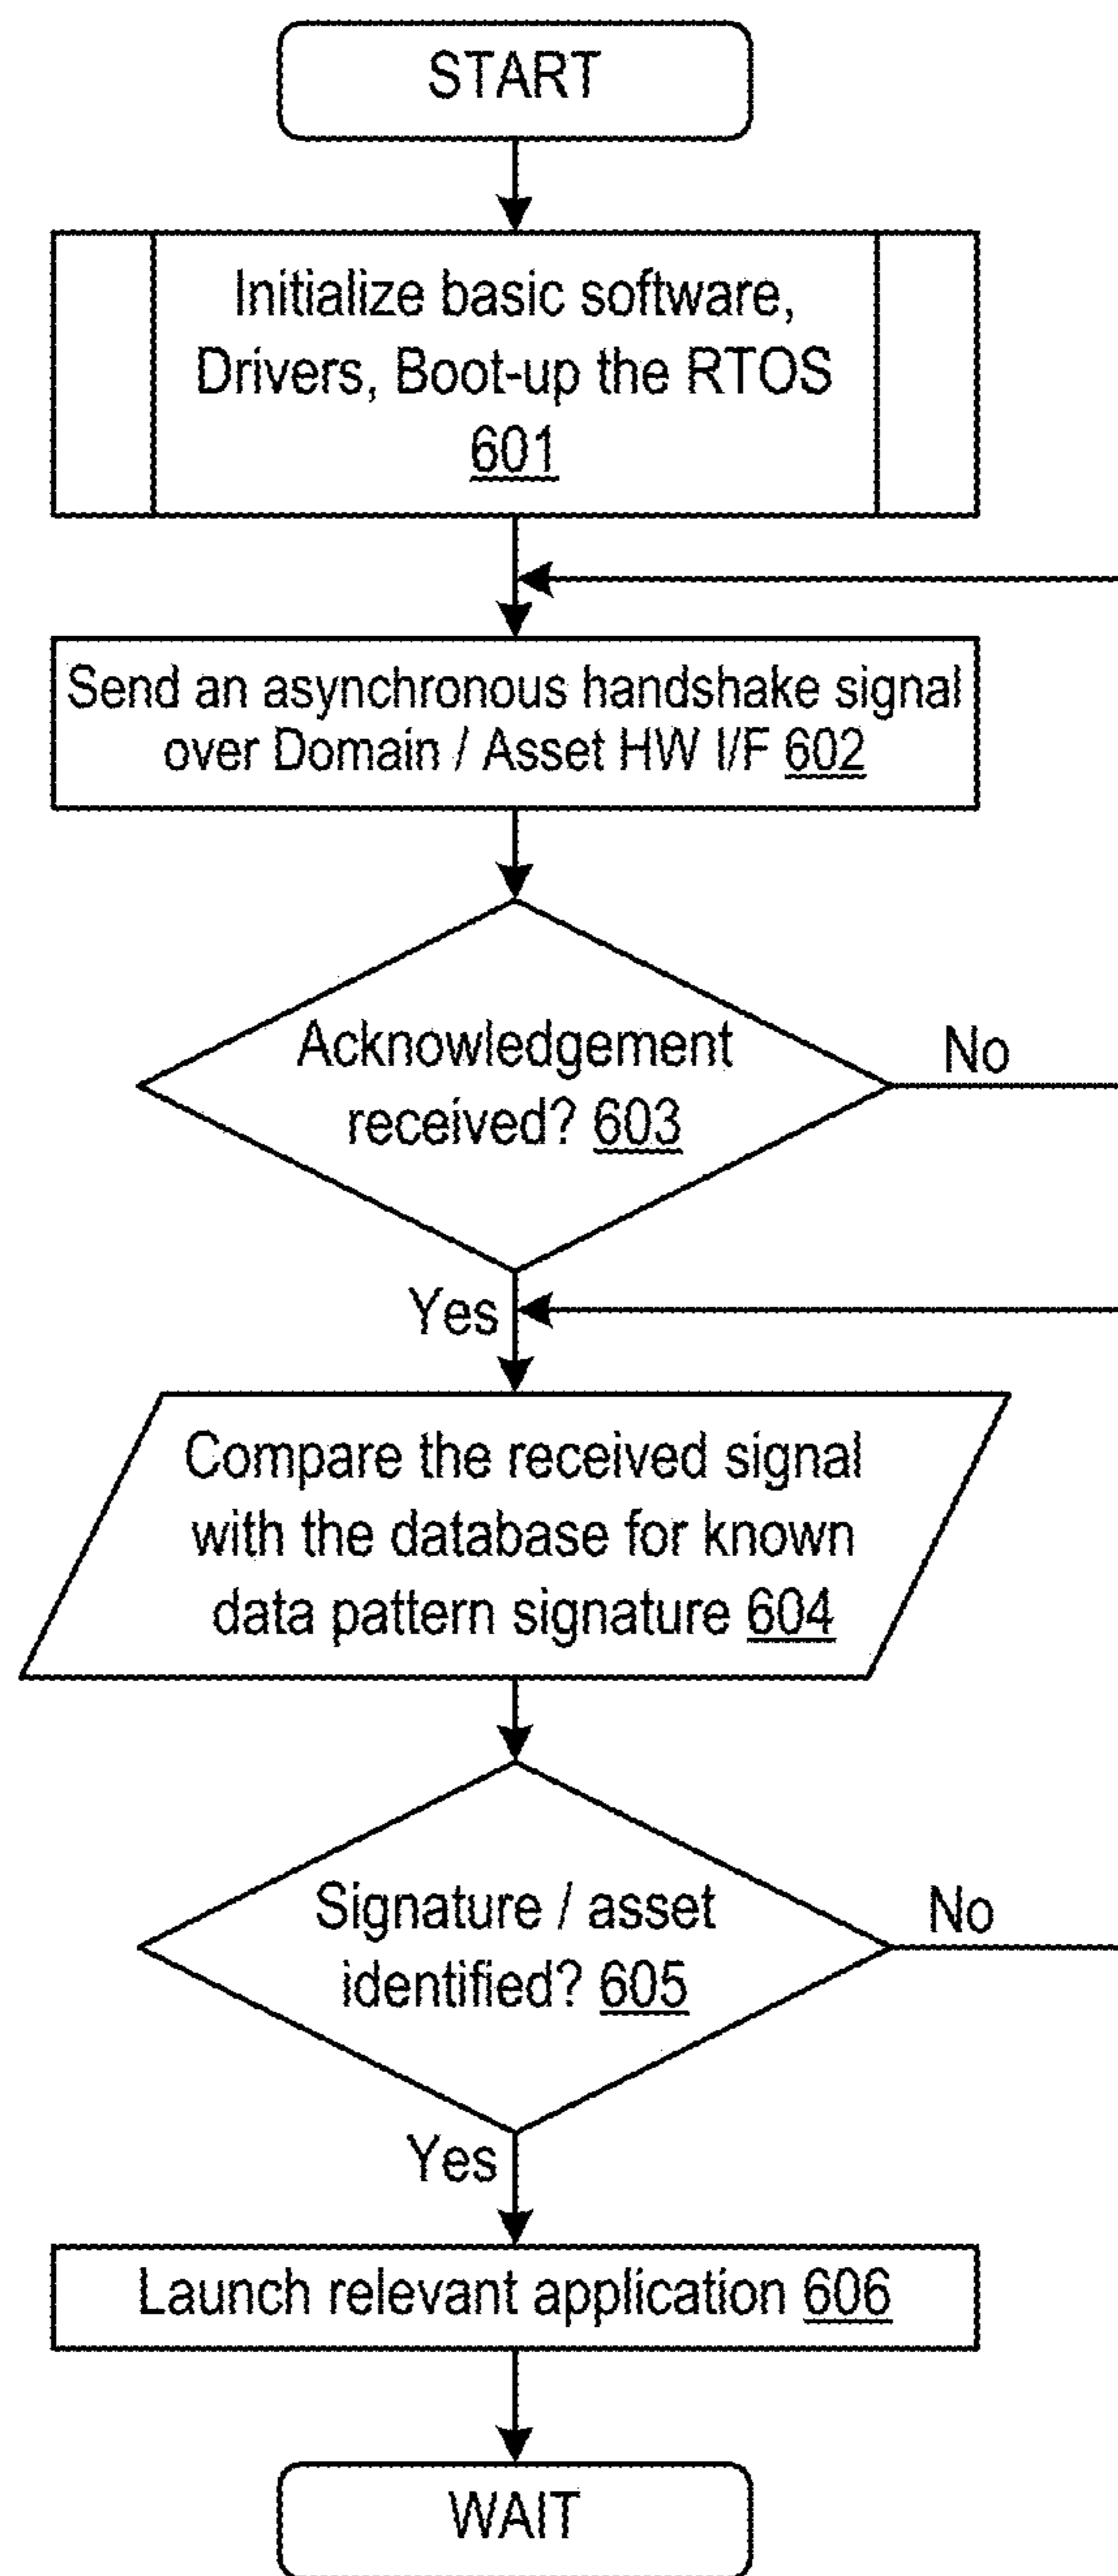 START
Initialize basic software,
Drivers, Boot-up the RTOS
601
Send an asynchronous handshake signal
over Domain / Asset HW I/F 602
Acknowledgement
received? 603
No
Yes
Compare the received signal
with the database for known
data pattern signature 604
Signature / asset
identified? 605
No
Yes
Launch relevant application 606
WAIT